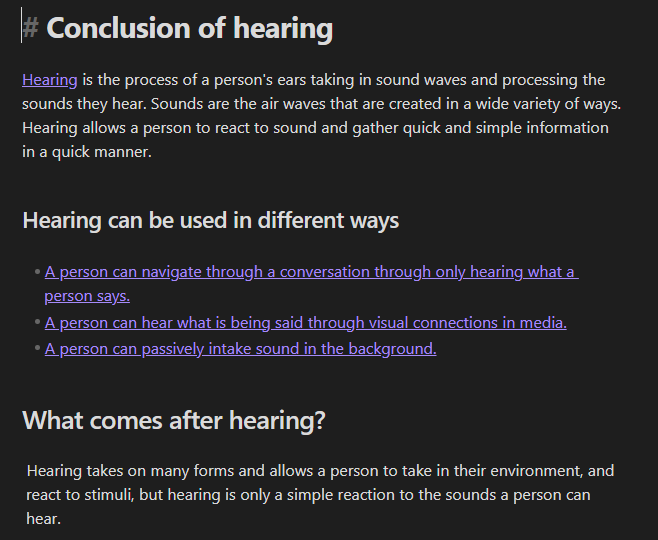 # Conclusion of hearing
Hearing is the process of a person's ears taking in sound waves and processing the
sounds they hear. Sounds are the air waves that are created in a wide variety of ways.
Hearing allows a person to react to sound and gather quick and simple information
in a quick manner.
Hearing can be used in different ways
• A person can navigate through a conversation through only hearing what a
person says.
• A person can hear what is being said through visual connections in media.
• A person can passively intake sound in the background.
What comes after hearing?
Hearing takes on many forms and allows a person to take in their environment, and
react to stimuli, but hearing is only a simple reaction to the sounds a person can
hear.